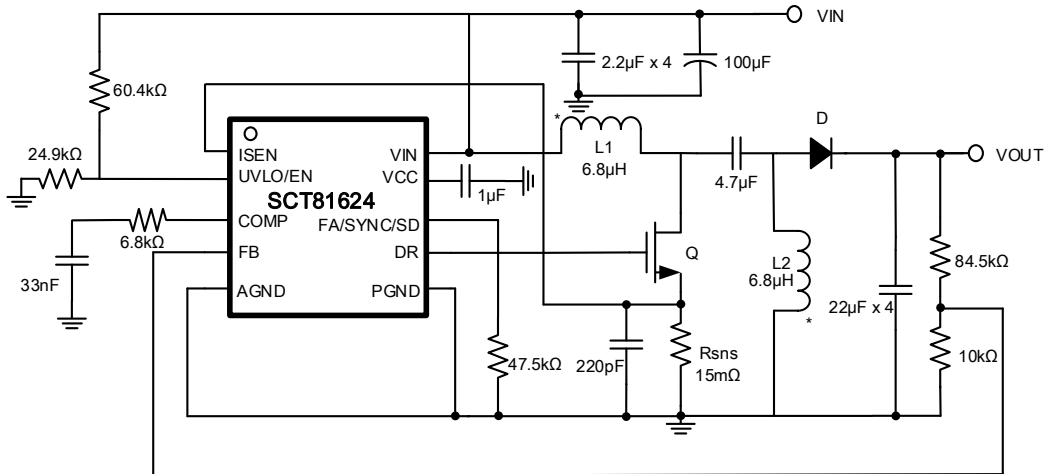 VIN
2.2µF x 4
100µF
60.4kΩ
*
L1
6.8µH
D
VOUT
24.9kΩ
ISEN
VIN
UVLO/EN
VCC
1µF
4.7µF
SCT81624
COMP
FA/SYNC/SD
6.8kΩ
FB
DR
Q
L2
6.8µH
84.5kΩ
33nF
AGND
PGND
*
22µF x 4
47.5kΩ
220pF
Rsns
15mΩ
10kΩ